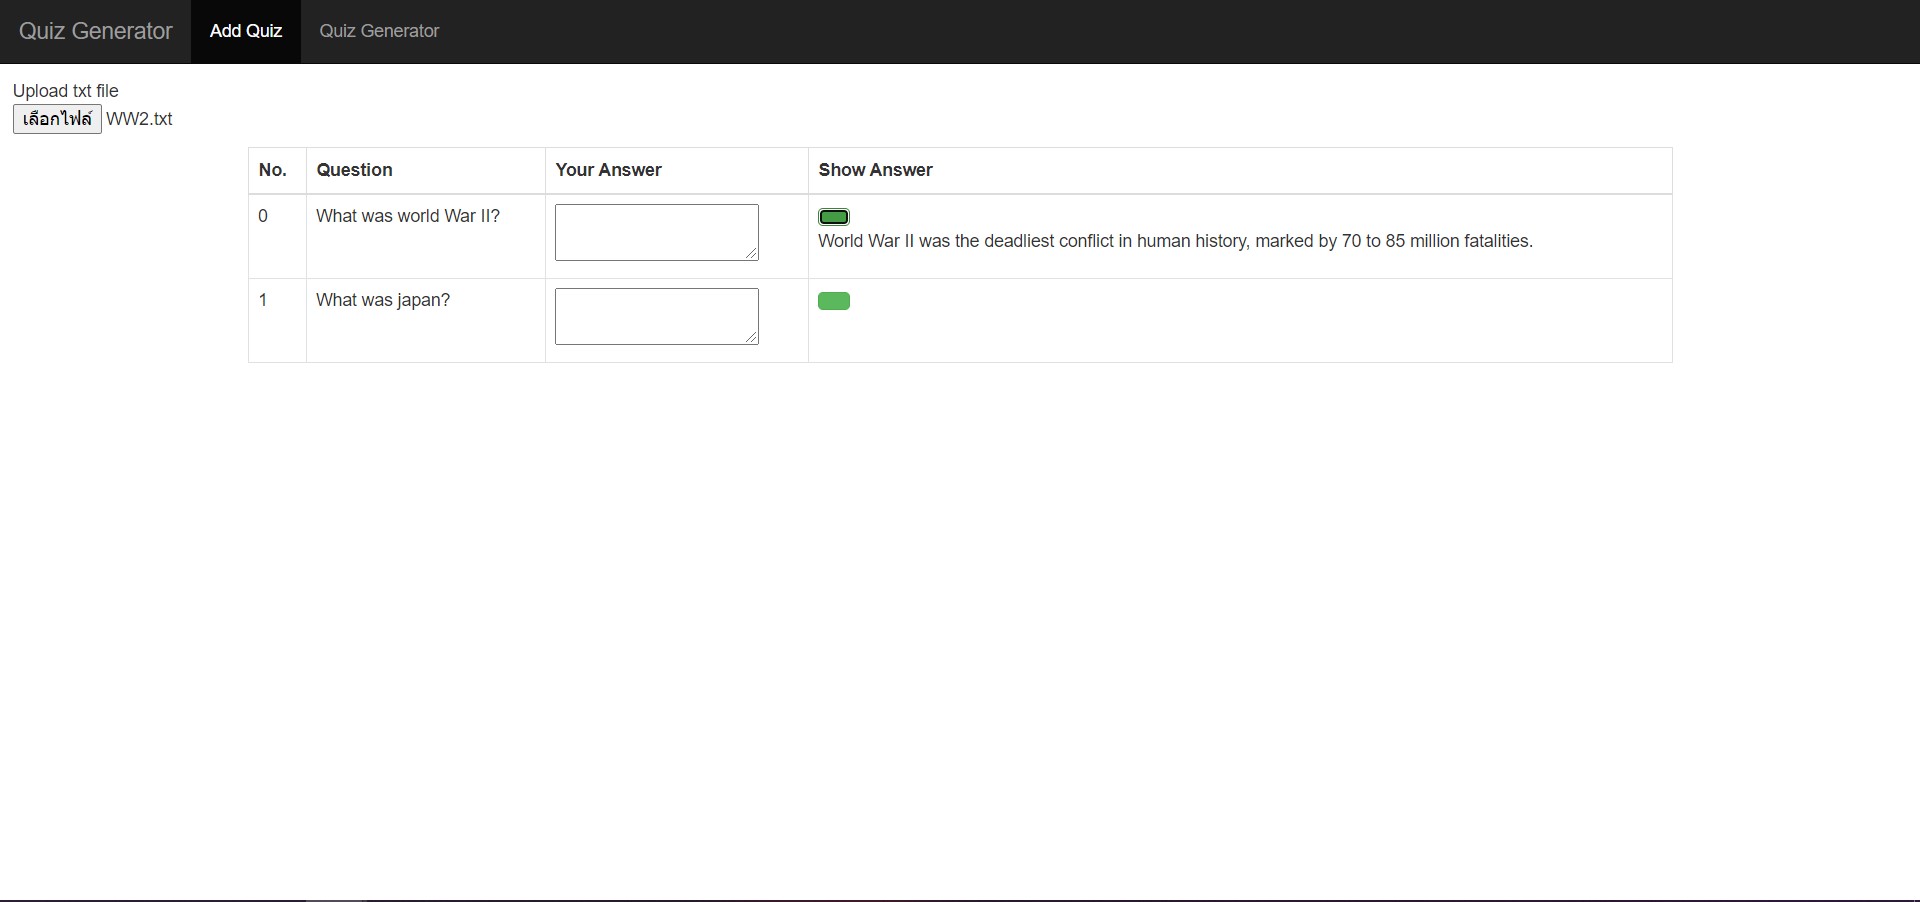 Quiz Generator Add Quiz Quiz Generator
Upload txt file
เลือกไฟล์ WW2.txt
No. Question Your Answer Show Answer
0 What was world War II?
World War II was the deadliest conflict in human history, marked by 70 to 85 million fatalities.
1 What was japan?